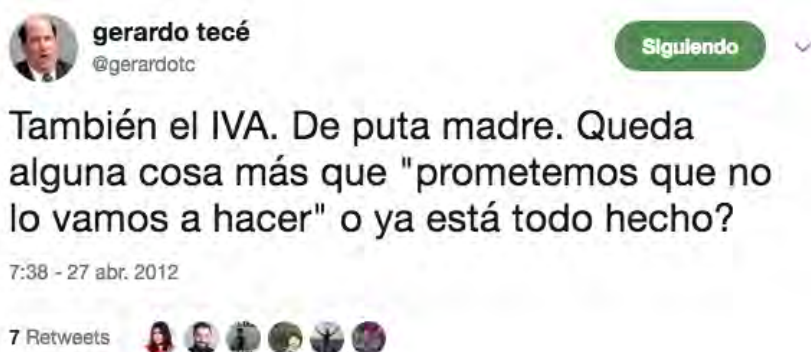 gerardo tecé
@gerardotc
Siguiendo
También el IVA. De puta madre. Queda
alguna cosa más que "prometemos que no
lo vamos a hacer" o ya está todo hecho?
7:38 - 27 abr. 2012
7 Retweets